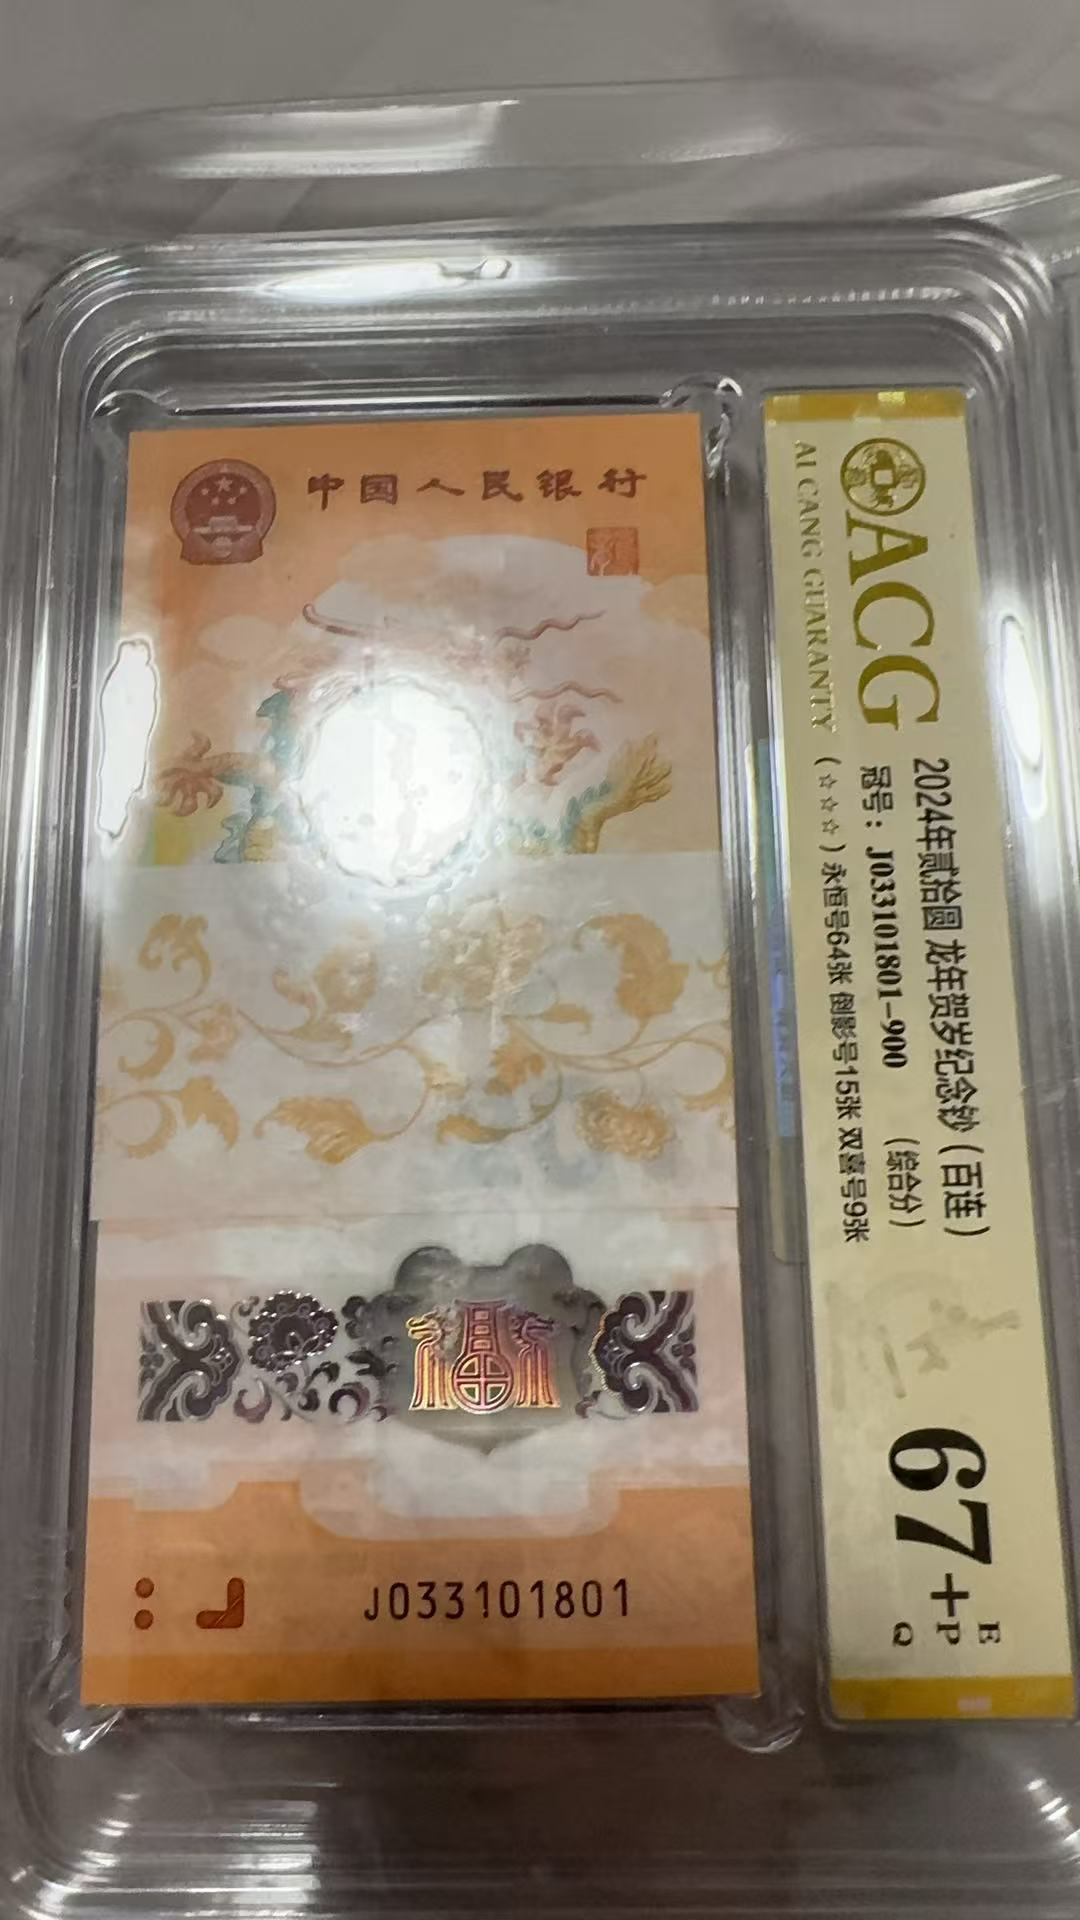 中国人民银行
J033101801
ACG
AI CANG GUARANTY
2024年贰拾圆 龙年贺岁纪念钞(百连)
冠号：J033101801-900 (综合分)
(☆☆☆) 永恒号64张 倒影号15张 双喜号9张
67+
E
P
Q